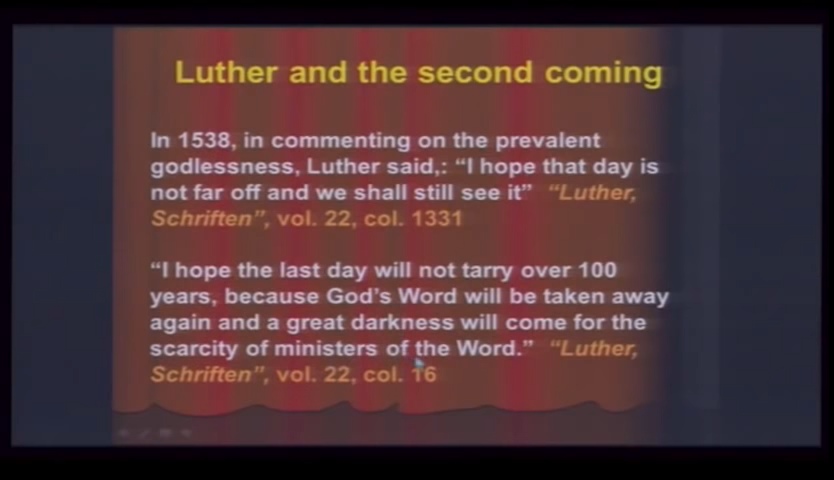 Luther and the second coming
In 1538, in commenting on the prevalent
godlessness, Luther said,: “I hope that day is
not far off and we shall still see it” “Luther,
Schriften”, vol. 22, col. 1331
“I hope the last day will not tarry over 100
years, because God’s Word will be taken away
again and a great darkness will come for the
scarcity of ministers of the Word.” “Luther,
Schriften”, vol. 22, col. 16